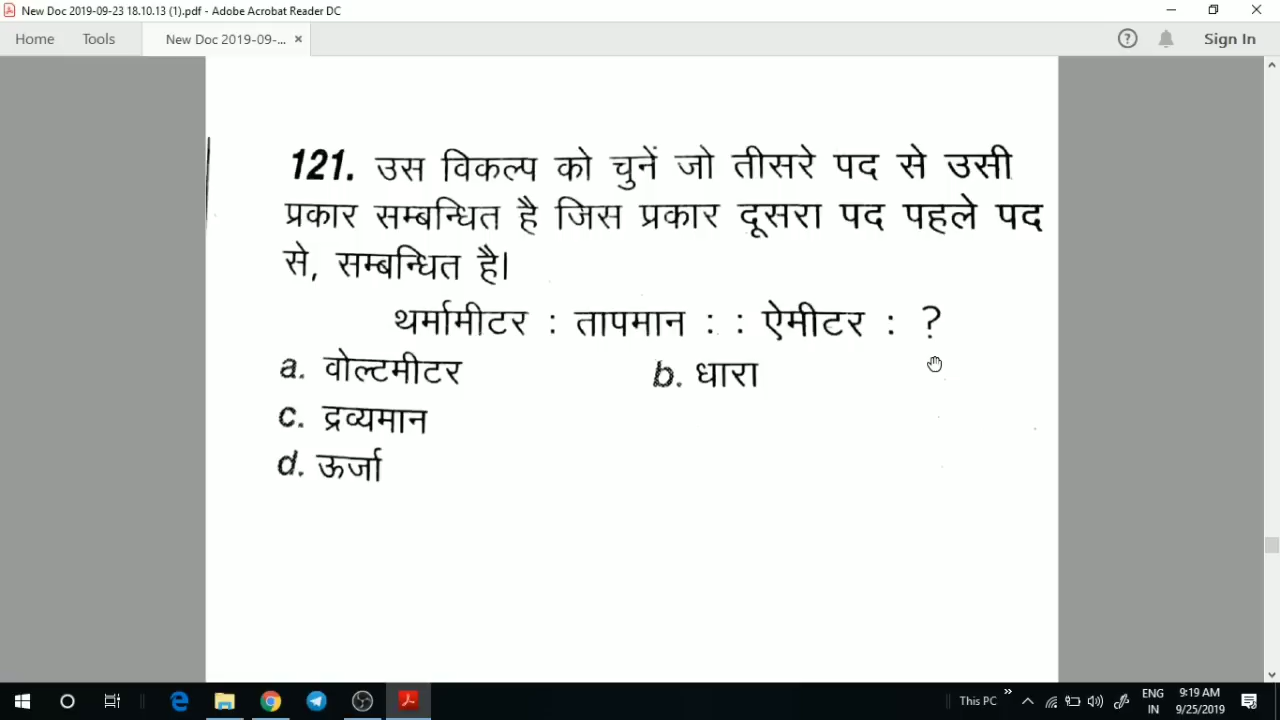 New Doc 2019-09-23 18.10.13 (1).pdf - Adobe Acrobat Reader DC
Home Tools New Doc 2019-09-... × ? Sign In
121. उस विकल्प को चुनें जो तीसरे पद से उसी
प्रकार सम्बन्धित है जिस प्रकार दूसरा पद पहले पद
से, सम्बन्धित है।
थर्मामीटर : तापमान : : ऐमीटर : ?
a. वोल्टमीटर b. धारा
c. द्रव्यमान
d. ऊर्जा
This PC » ENG 9:19 AM
IN 9/25/2019